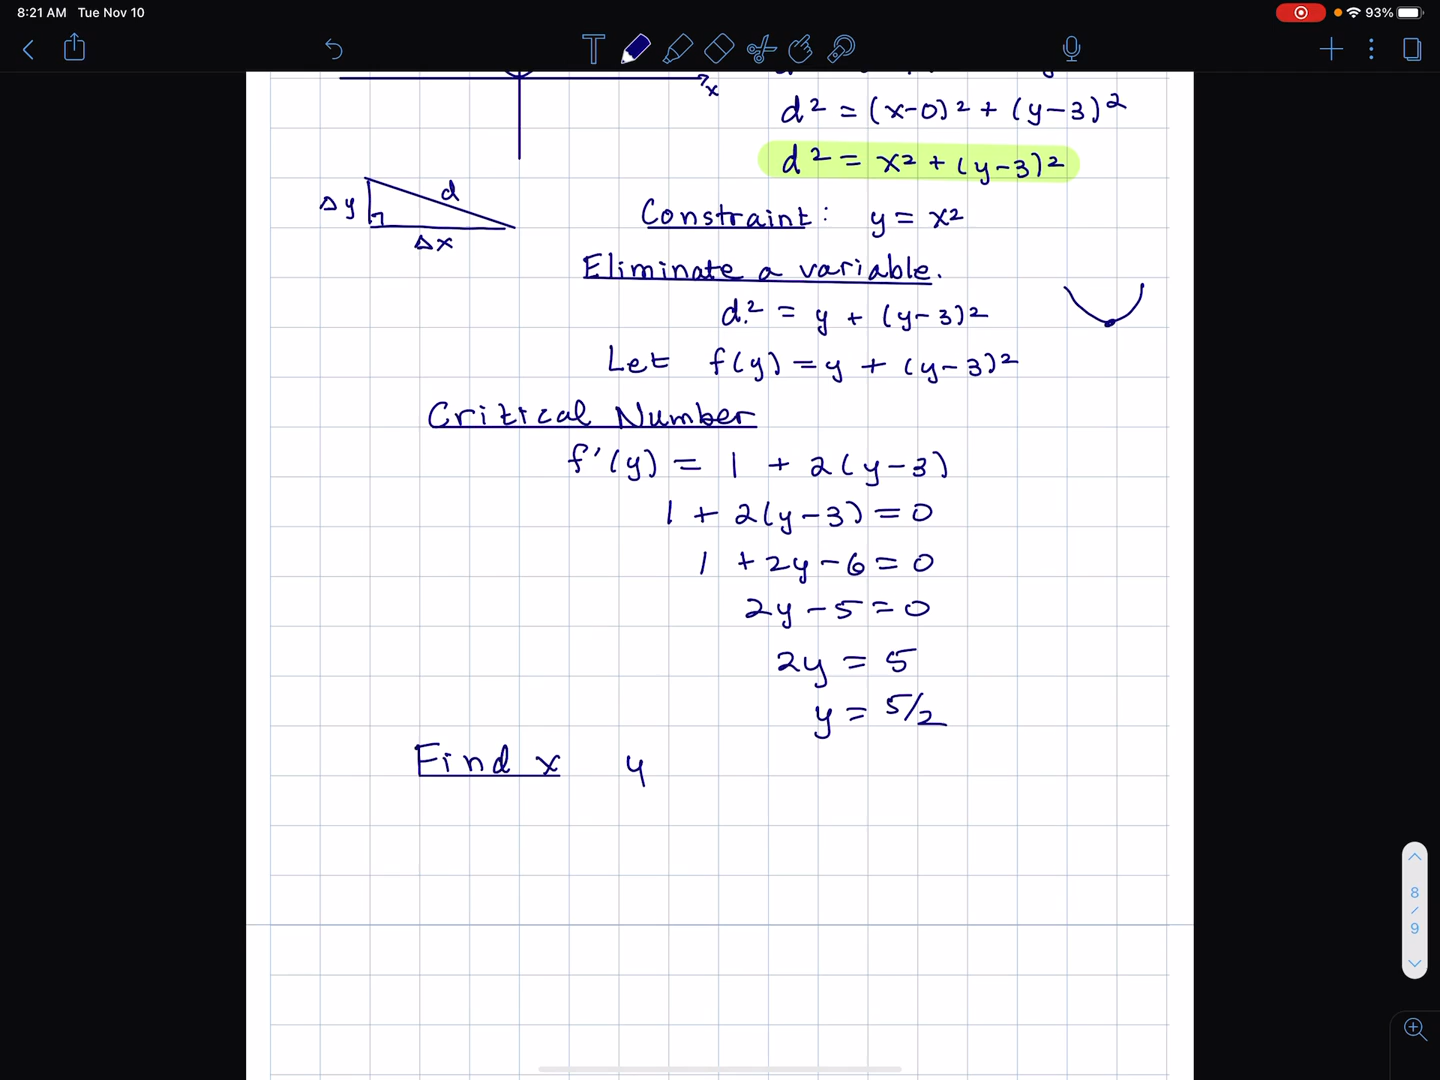 8:21 AM Tue Nov 10
93%
x
d² = (x-0)² + (y-3)²
d² = x² + (y-3)²
Δy
d
Δx
Constraint: y = x²
Eliminate a variable.
d² = y + (y-3)²
Let f(y) = y + (y-3)²
Critical Number
f'(y) = 1 + 2(y-3)
1 + 2(y-3) = 0
1 + 2y - 6 = 0
2y - 5 = 0
2y = 5
y = 5/2
Find x y
8
/
9